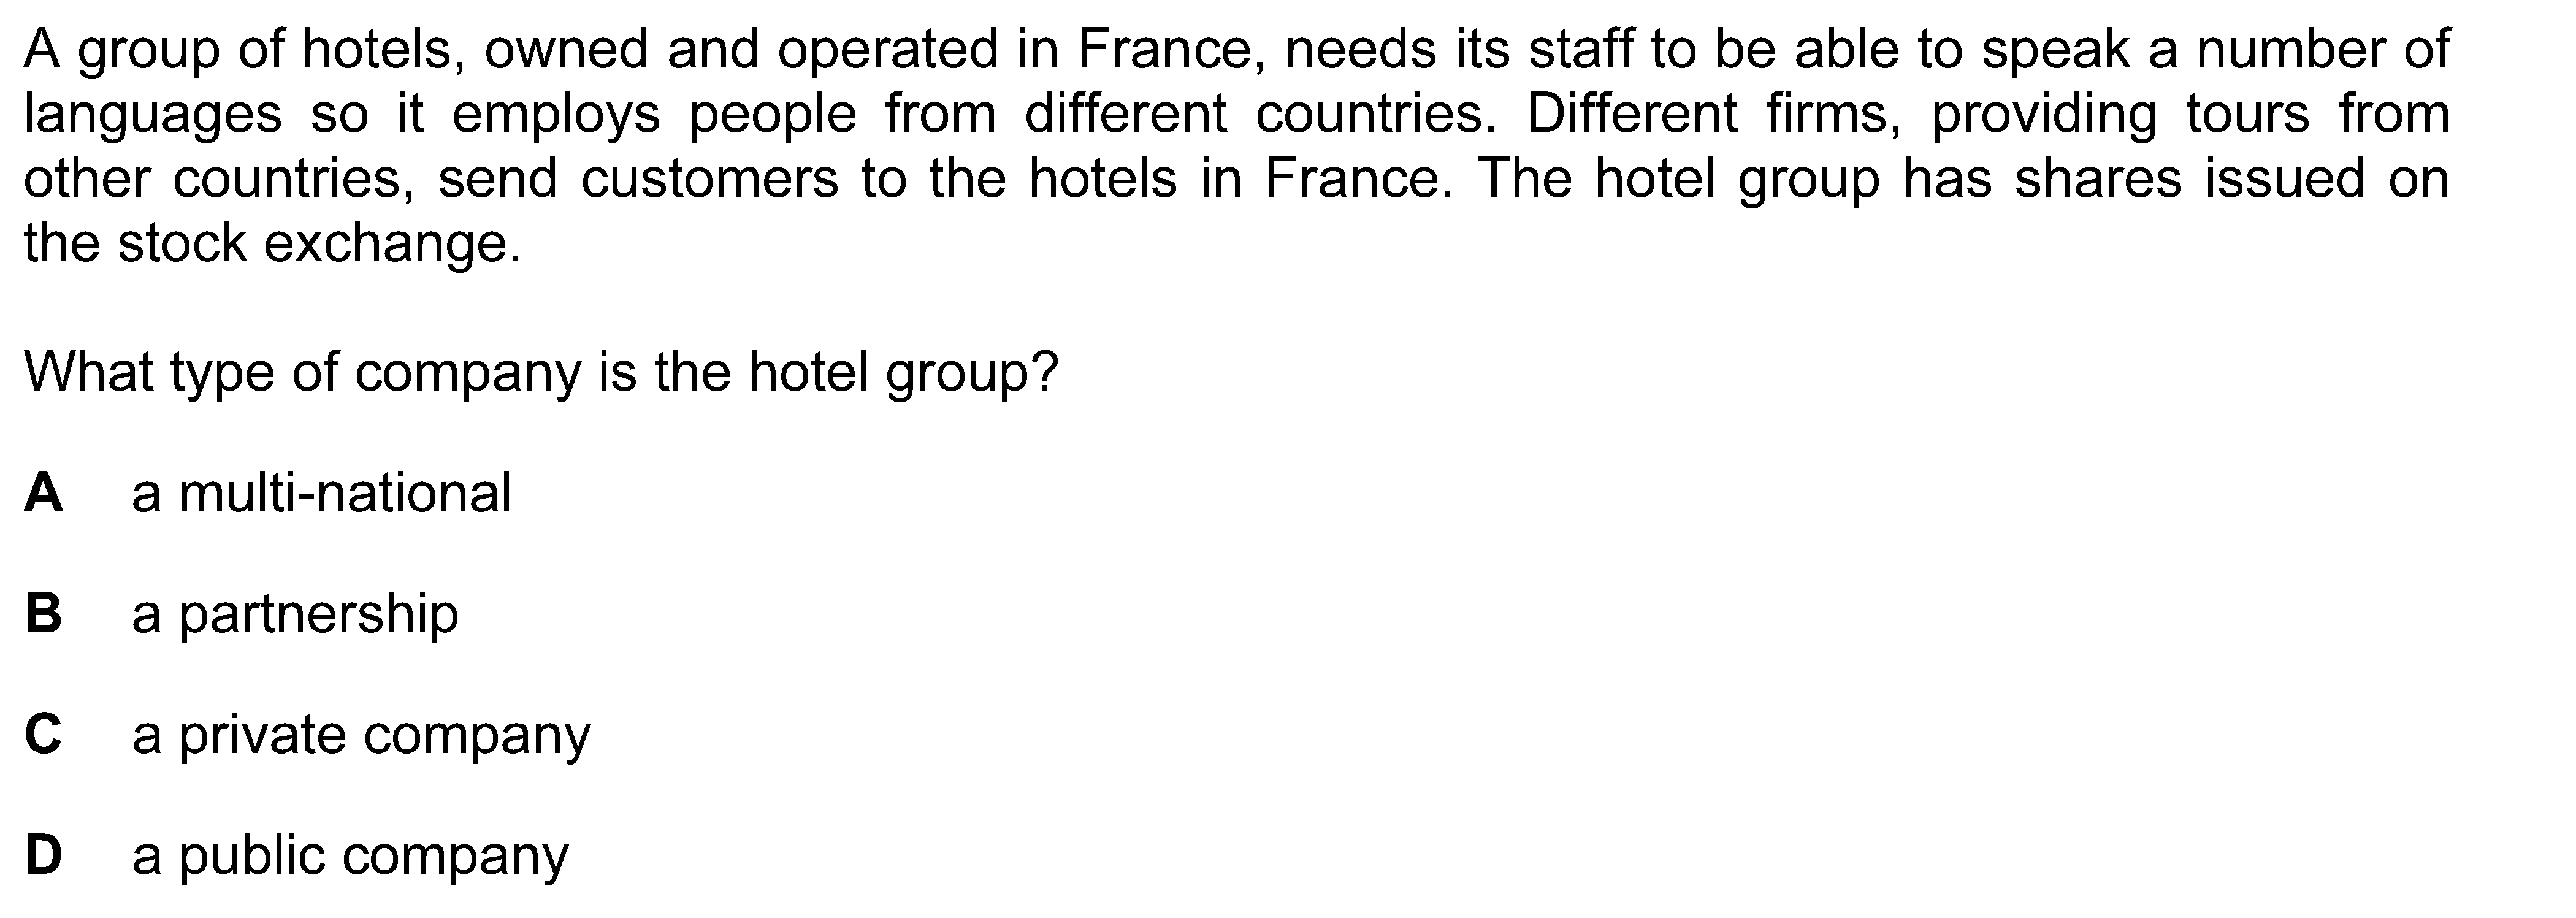 A group of hotels, owned and operated in France, needs its staff to be able to speak a number of
languages so it employs people from different countries. Different firms, providing tours from
other countries, send customers to the hotels in France. The hotel group has shares issued on
the stock exchange.
What type of company is the hotel group?
A a multi-national
B a partnership
C a private company
D a public company